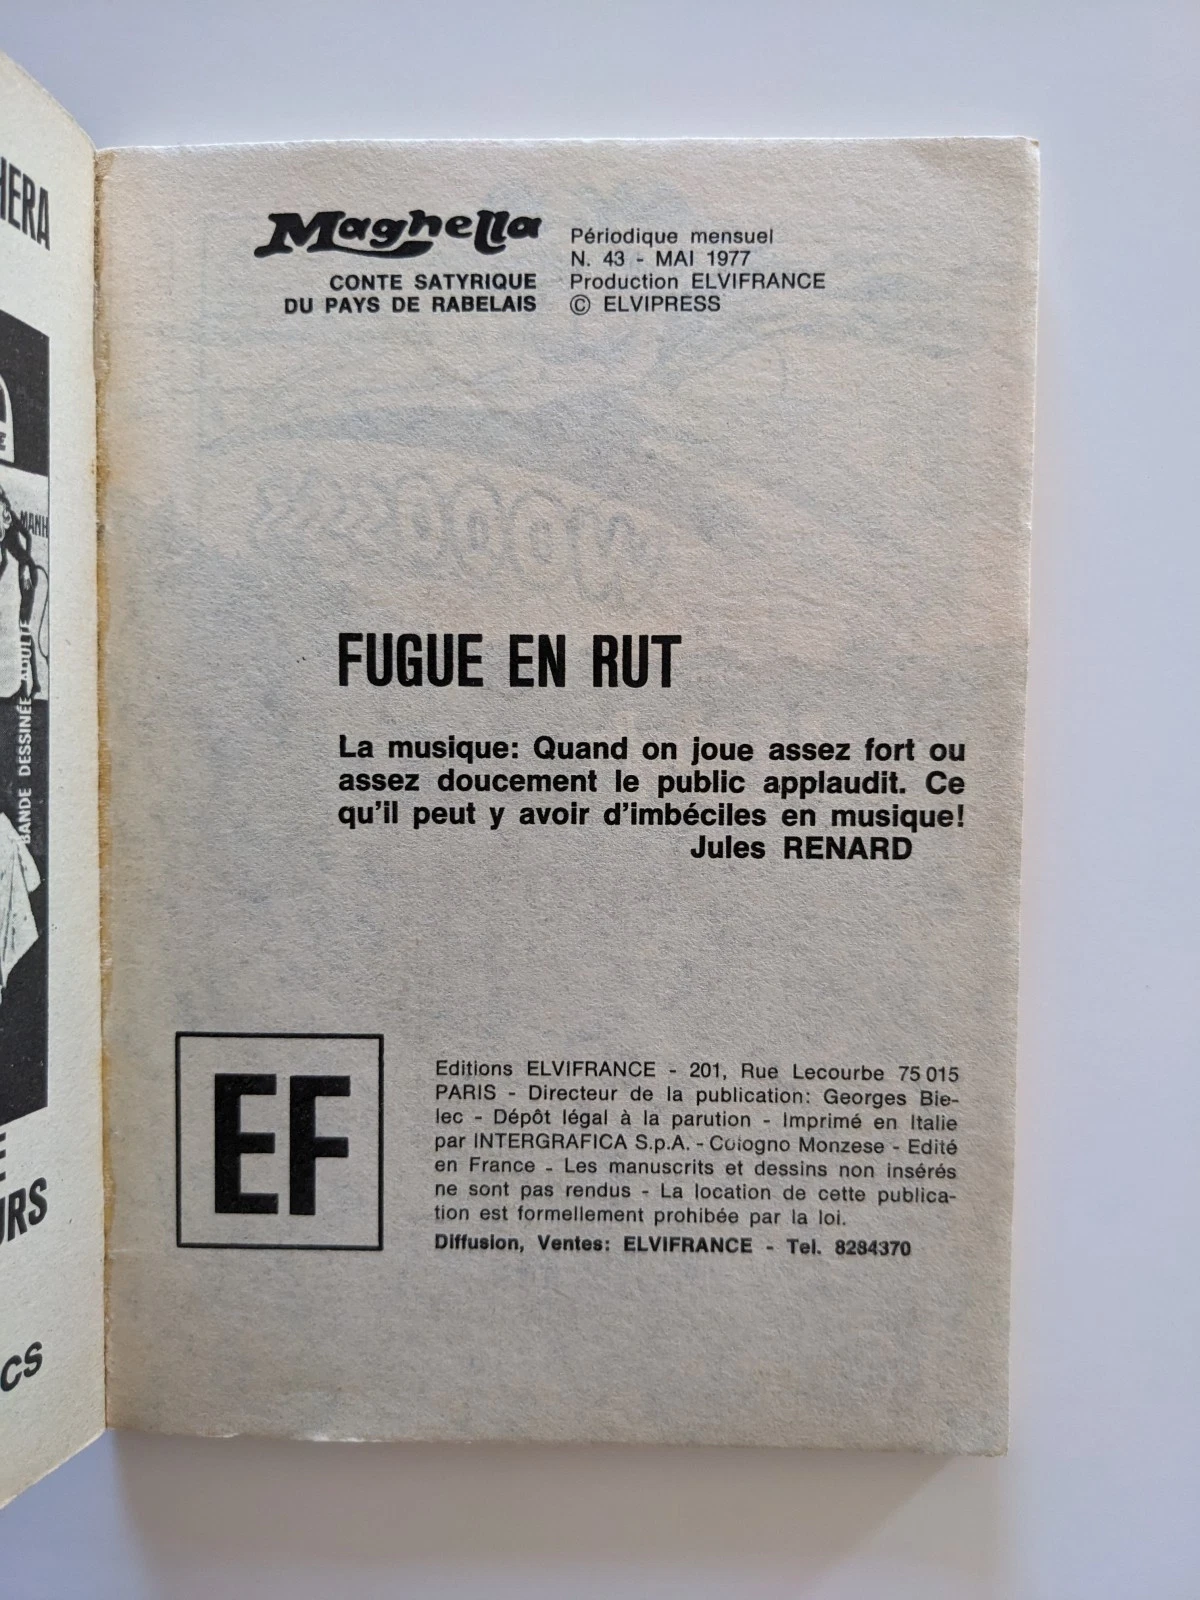 HERA
MANH
BANDE DESSINÉE ADULTE
URS
CS
Maghella
CONTE SATYRIQUE
DU PAYS DE RABELAIS
Périodique mensuel
N. 43 - MAI 1977
Production ELVIFRANCE
© ELVIPRESS
FUGUE EN RUT
La musique: Quand on joue assez fort ou
assez doucement le public applaudit. Ce
qu'il peut y avoir d'imbéciles en musique!
Jules RENARD
EF
Editions ELVIFRANCE - 201, Rue Lecourbe 75 015
PARIS - Directeur de la publication: Georges Bie-
lec - Dépôt légal à la parution - Imprimé en Italie
par INTERGRAFICA S.p.A. - Cologno Monzese - Edité
en France - Les manuscrits et dessins non insérés
ne sont pas rendus - La location de cette publica-
tion est formellement prohibée par la loi.
Diffusion, Ventes: ELVIFRANCE - Tel. 8284370